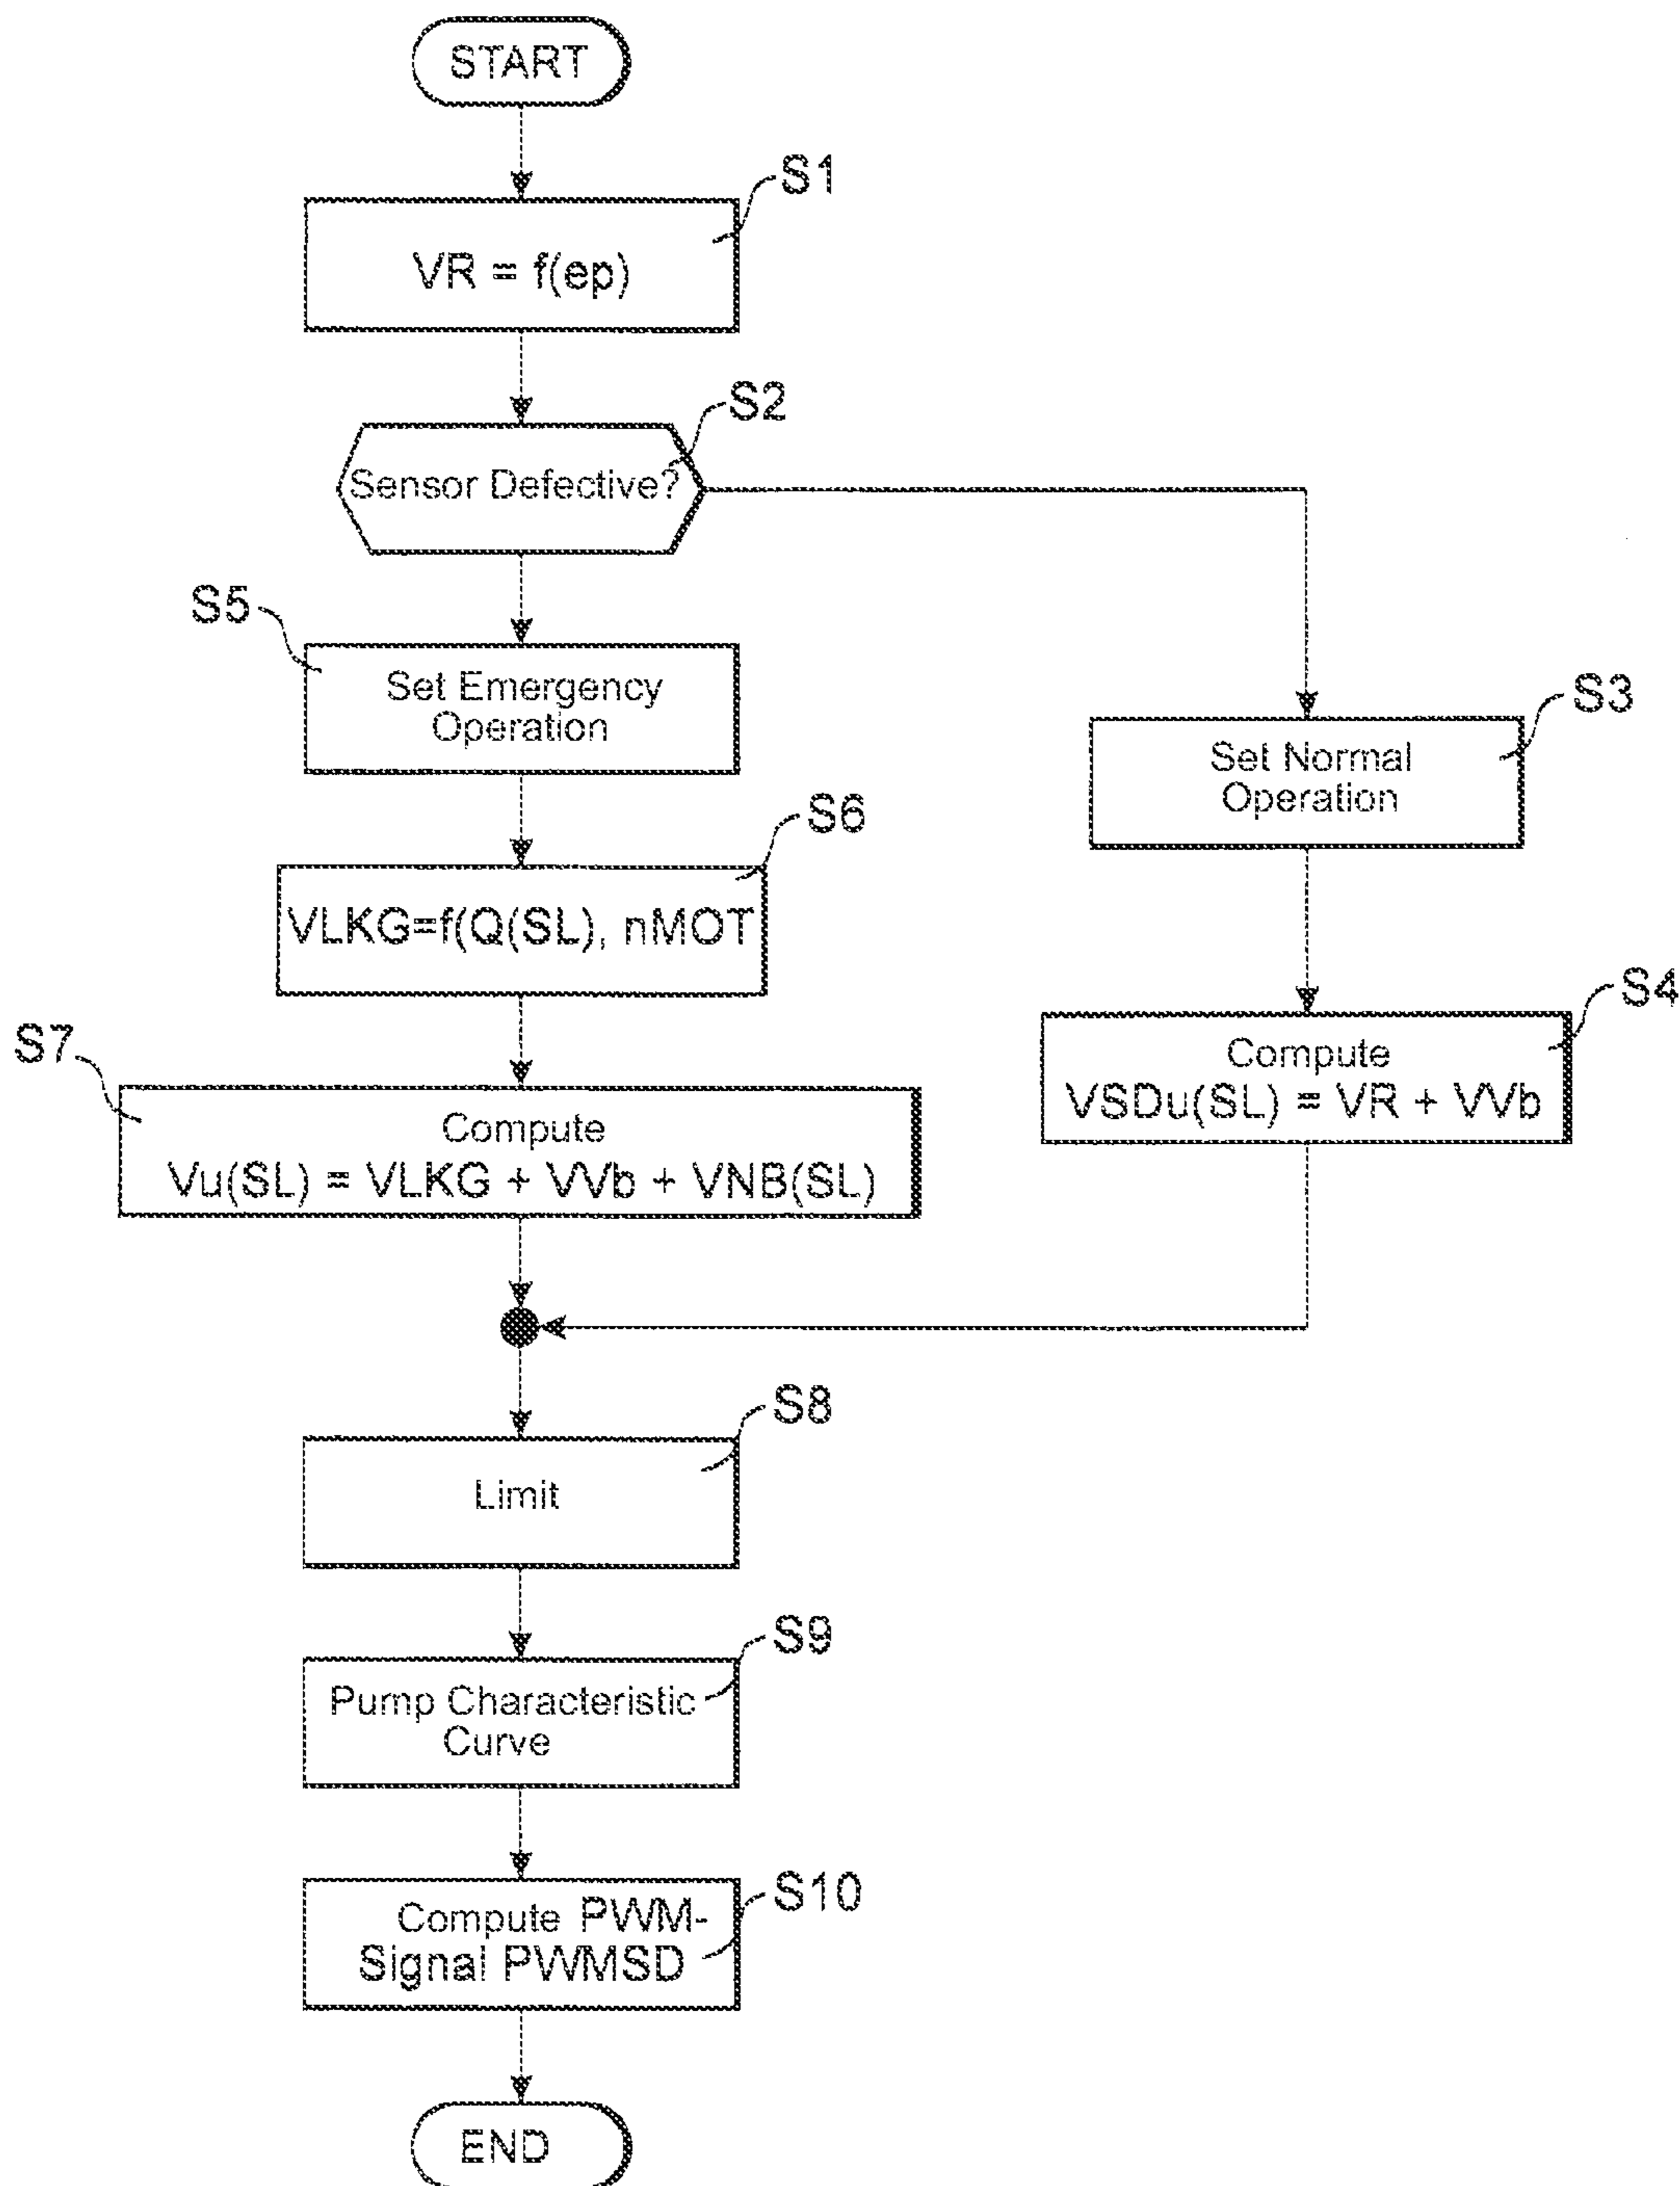 START
S1
VR = f(ep)
S2
Sensor Defective?
S5
Set Emergency
Operation
S3
Set Normal
Operation
S6
VLKG=f(Q(SL), nMOT
S4
Compute
VSDu(SL) = VR + VVb
S7
Compute
Vu(SL) = VLKG + VVb + VNB(SL)
S8
Limit
S9
Pump Characteristic
Curve
S10
Compute PWM-
Signal PWMSD
END